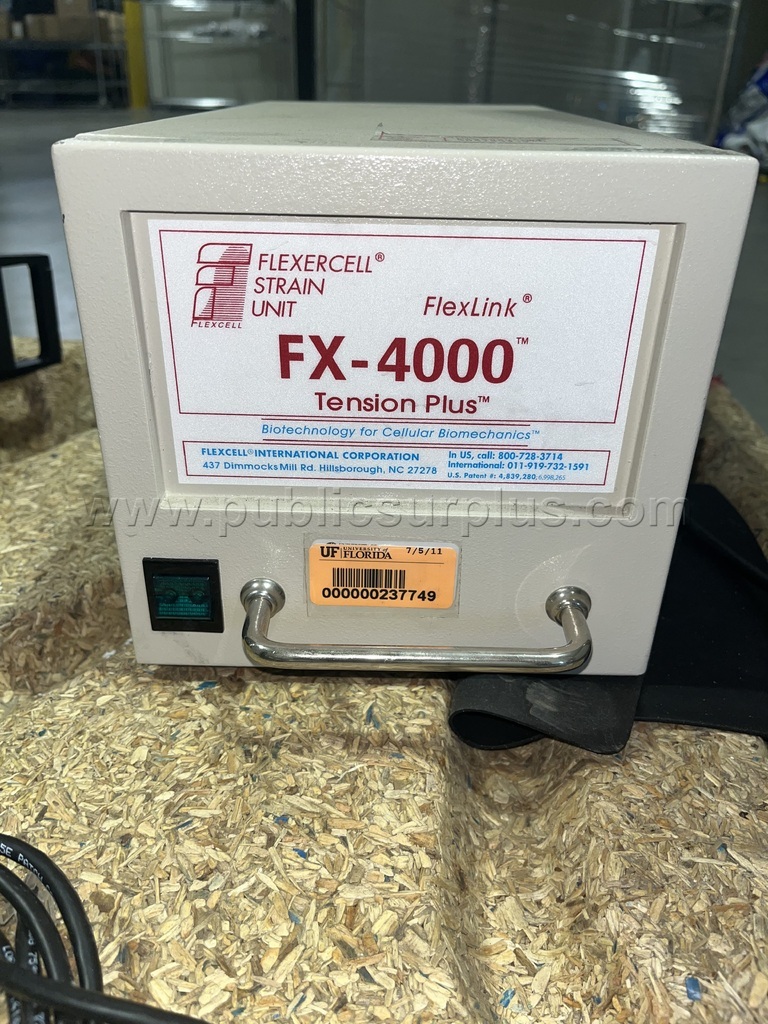 FLEXERCELL®
STRAIN
UNIT
FLEXCELL
FlexLink®
FX-4000™
Tension Plus™
Biotechnology for Cellular Biomechanics™
FLEXCELL® INTERNATIONAL CORPORATION
437 Dimmocks Mill Rd. Hillsborough, NC 27278
In US, call: 800-728-3714
International: 011-919-732-1591
U.S. Patent #: 4,839,280, 6,998,265
www.publicsurplus.com
UF UNIVERSITY of FLORIDA 7/5/11
000000237749